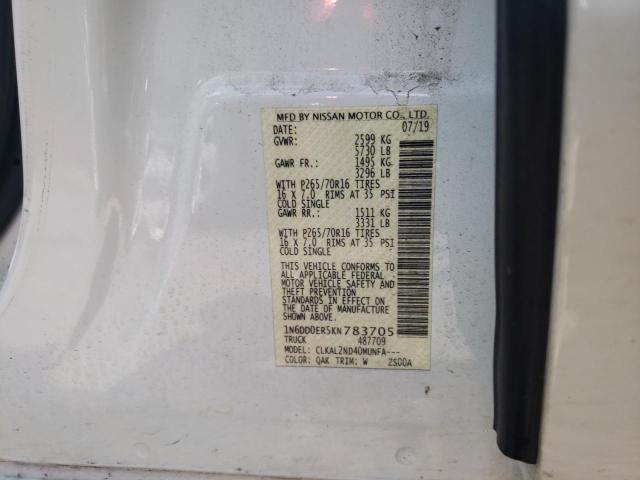 MFD BY NISSAN MOTOR CO., LTD.
DATE: 07/19
GVWR: 2599 KG
5730 LB
GAWR FR.: 1495 KG
3296 LB
WITH P265/70R16 TIRES
16 X 7.0 RIMS AT 35 PSI
COLD SINGLE
GAWR RR.: 1511 KG
3331 LB
WITH P265/70R16 TIRES
16 X 7.0 RIMS AT 35 PSI
COLD SINGLE
THIS VEHICLE CONFORMS TO
ALL APPLICABLE FEDERAL
MOTOR VEHICLE SAFETY AND
THEFT PREVENTION
STANDARDS IN EFFECT ON
THE DATE OF MANUFACTURE
SHOWN ABOVE.
1N6DD0ER5KN783705
TRUCK 487709
MODEL: CLKAL2ND40MUNFA---
COLOR: QAK TRIM: W 2S00A